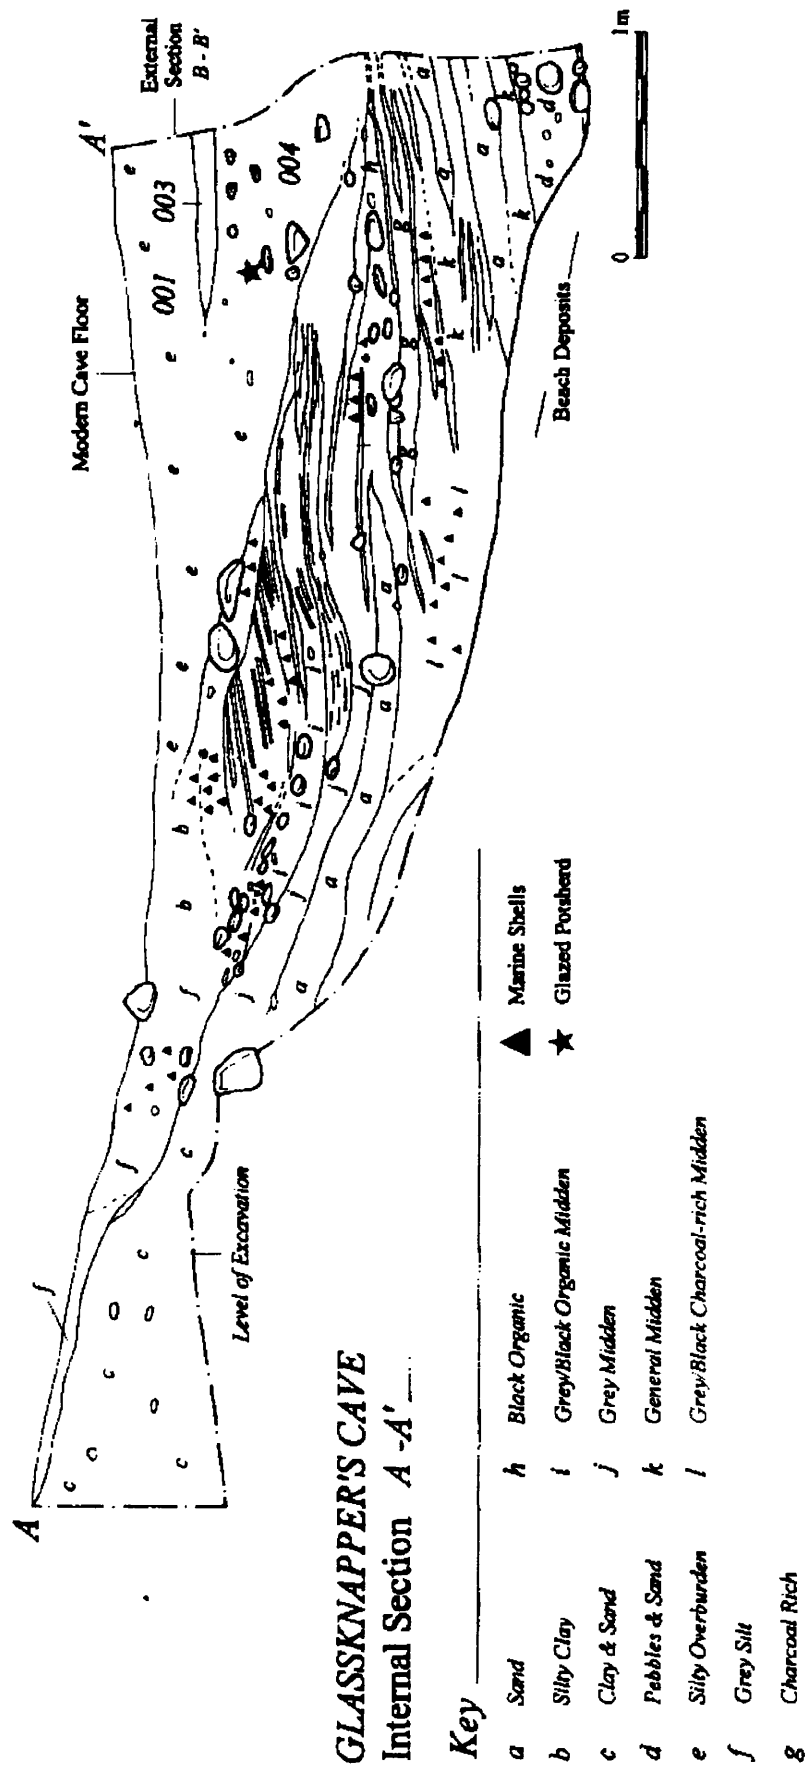 A
A'
Modern Cave Floor
External
Section
B - B'
001
003
004
e
e
e
e
e
e
e
e
b
b
f
f
f
j
j
j
i
i
i
i
h
g
g
g
a
a
a
a
a
a
a
a
a
a
k
k
k
k
l
l
l
d
d
c
c
c
c
c
Level of Excavation
Beach Deposits
0
1m
GLASSKNAPPER'S CAVE
Internal Section A - A'
Key
a Sand
b Silty Clay
c Clay & Sand
d Pebbles & Sand
e Silty Overburden
f Grey Silt
g Charcoal Rich
h Black Organic
i Grey/Black Organic Midden
j Grey Midden
k General Midden
l Grey/Black Charcoal-rich Midden
Marine Shells
Glazed Potsherd